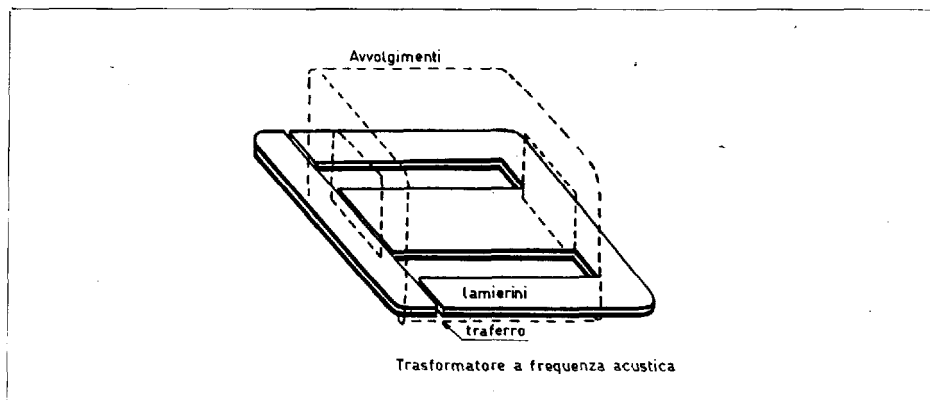 Avvolgimenti
lamierini
traferro
Trasformatore a frequenza acustica